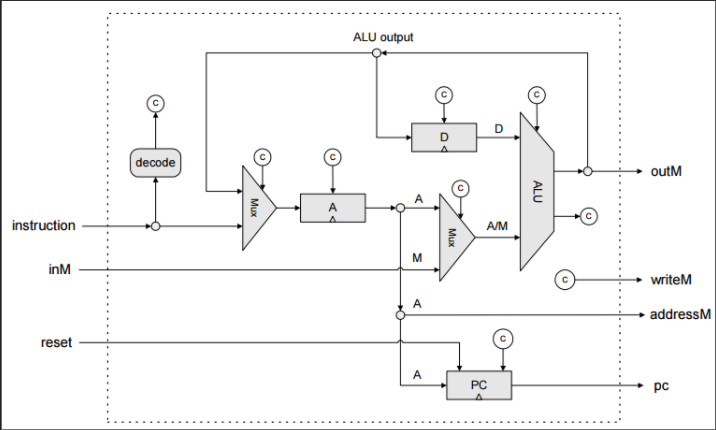 ALU output
C
C
C
D
D
decode
C
C
C
ALU
outM
Mux
A
A
Mux
A/M
C
instruction
inM
M
C
writeM
A
addressM
reset
C
A
PC
pc